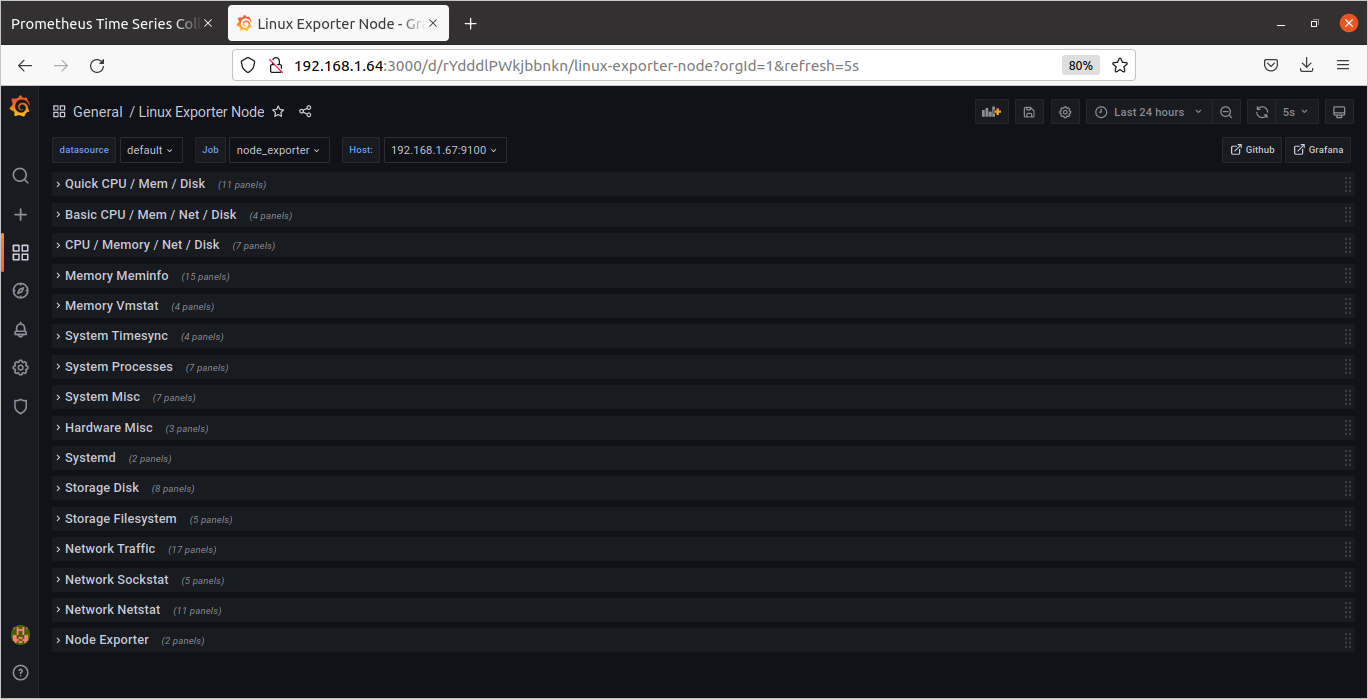 Prometheus Time Series Col
Linux Exporter Node - Gra
192.168.1.64:3000/d/rYdddlPWkjbbnkn/linux-exporter-node?orgId=1&refresh=5s
80%
General / Linux Exporter Node
Last 24 hours
5s
datasource default Job node_exporter Host: 192.168.1.67:9100
Github Grafana
Quick CPU / Mem / Disk (11 panels)
Basic CPU / Mem / Net / Disk (4 panels)
CPU / Memory / Net / Disk (7 panels)
Memory Meminfo (15 panels)
Memory Vmstat (4 panels)
System Timesync (4 panels)
System Processes (7 panels)
System Misc (7 panels)
Hardware Misc (3 panels)
Systemd (2 panels)
Storage Disk (8 panels)
Storage Filesystem (5 panels)
Network Traffic (17 panels)
Network Sockstat (5 panels)
Network Netstat (11 panels)
Node Exporter (2 panels)